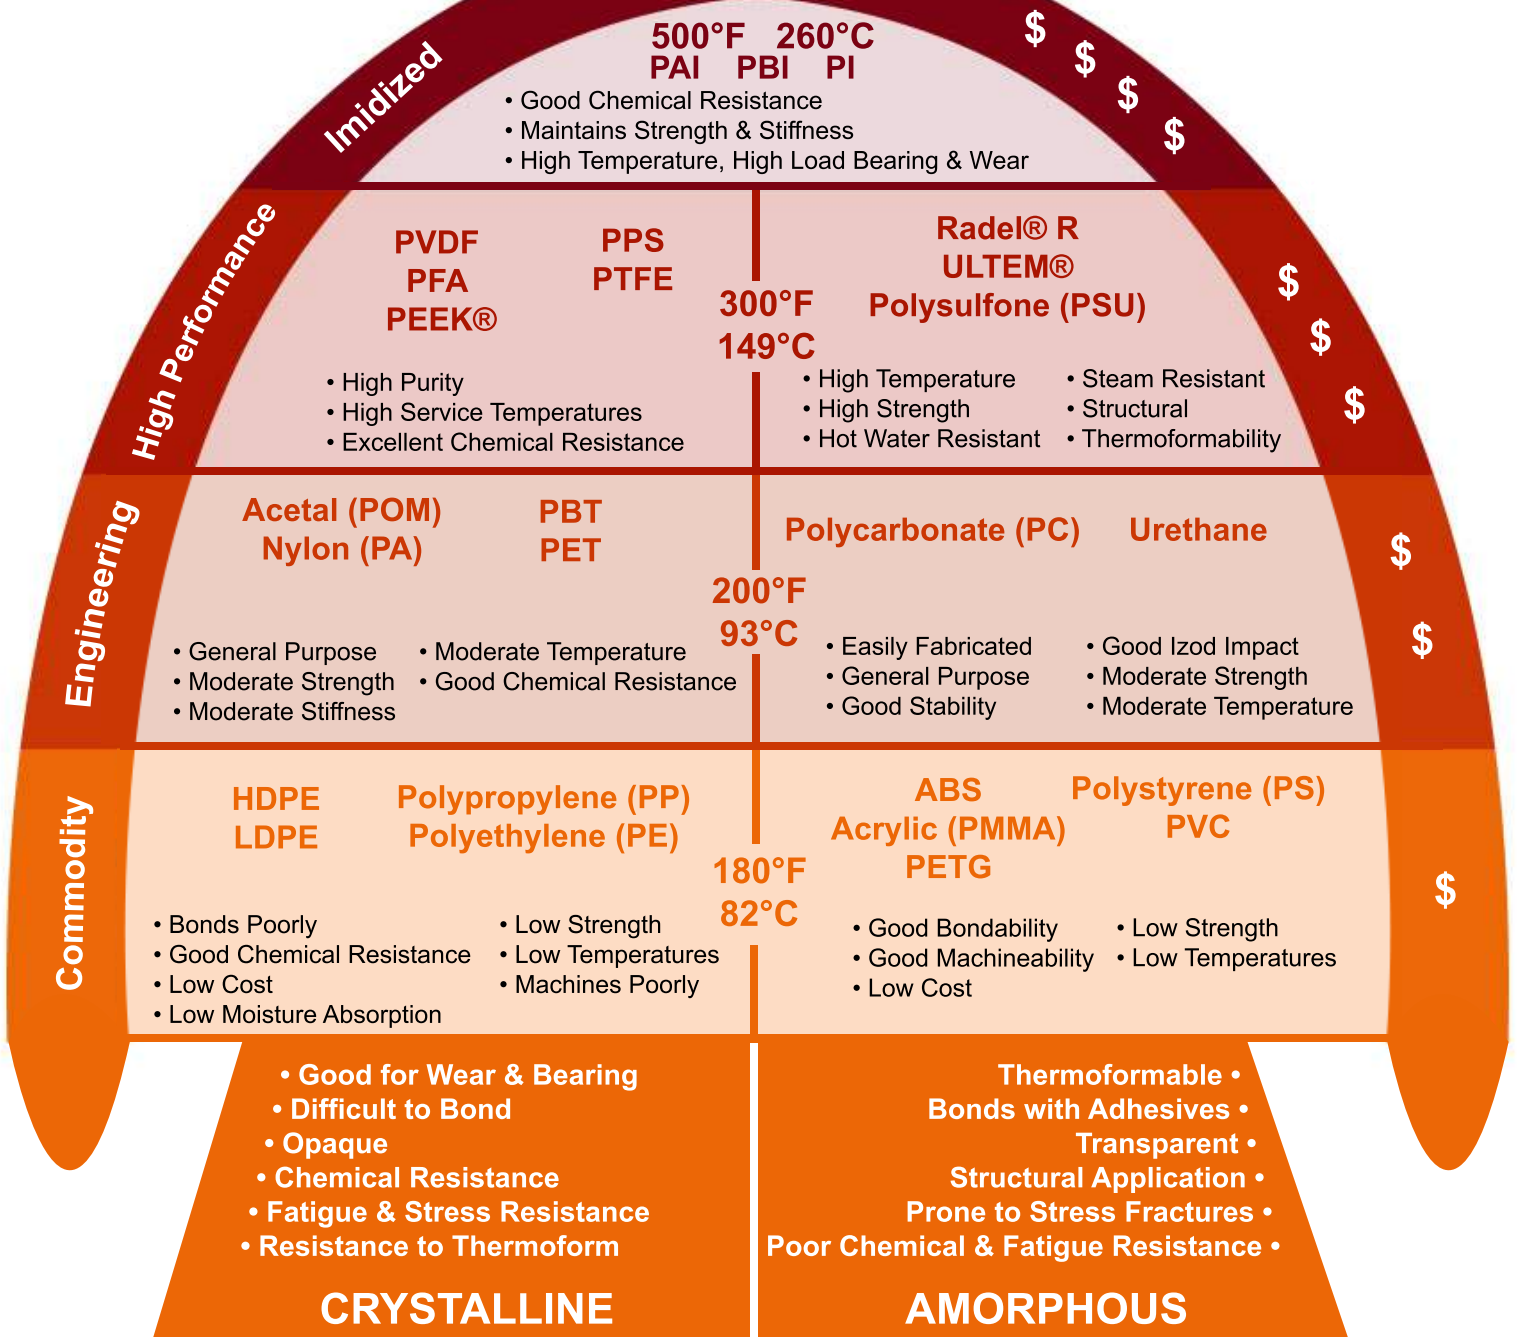 Imidized
500°F 260°C
PAI PBI PI
• Good Chemical Resistance
• Maintains Strength & Stiffness
• High Temperature, High Load Bearing & Wear
$
$
$
$
High Performance
PVDF
PFA
PEEK®
PPS
PTFE
• High Purity
• High Service Temperatures
• Excellent Chemical Resistance
300°F
149°C
Radel® R
ULTEM®
Polysulfone (PSU)
• High Temperature
• High Strength
• Hot Water Resistant
• Steam Resistant
• Structural
• Thermoformability
$
$
$
Engineering
Acetal (POM)
Nylon (PA)
PBT
PET
• General Purpose
• Moderate Strength
• Moderate Stiffness
• Moderate Temperature
• Good Chemical Resistance
200°F
93°C
Polycarbonate (PC)
Urethane
• Easily Fabricated
• General Purpose
• Good Stability
• Good Izod Impact
• Moderate Strength
• Moderate Temperature
$
$
Commodity
HDPE
LDPE
Polypropylene (PP)
Polyethylene (PE)
• Bonds Poorly
• Good Chemical Resistance
• Low Cost
• Low Moisture Absorption
• Low Strength
• Low Temperatures
• Machines Poorly
180°F
82°C
ABS
Acrylic (PMMA)
PETG
Polystyrene (PS)
PVC
• Good Bondability
• Good Machineability
• Low Cost
• Low Strength
• Low Temperatures
$
• Good for Wear & Bearing
• Difficult to Bond
• Opaque
• Chemical Resistance
• Fatigue & Stress Resistance
• Resistance to Thermoform
CRYSTALLINE
Thermoformable •
Bonds with Adhesives •
Transparent •
Structural Application •
Prone to Stress Fractures •
Poor Chemical & Fatigue Resistance •
AMORPHOUS